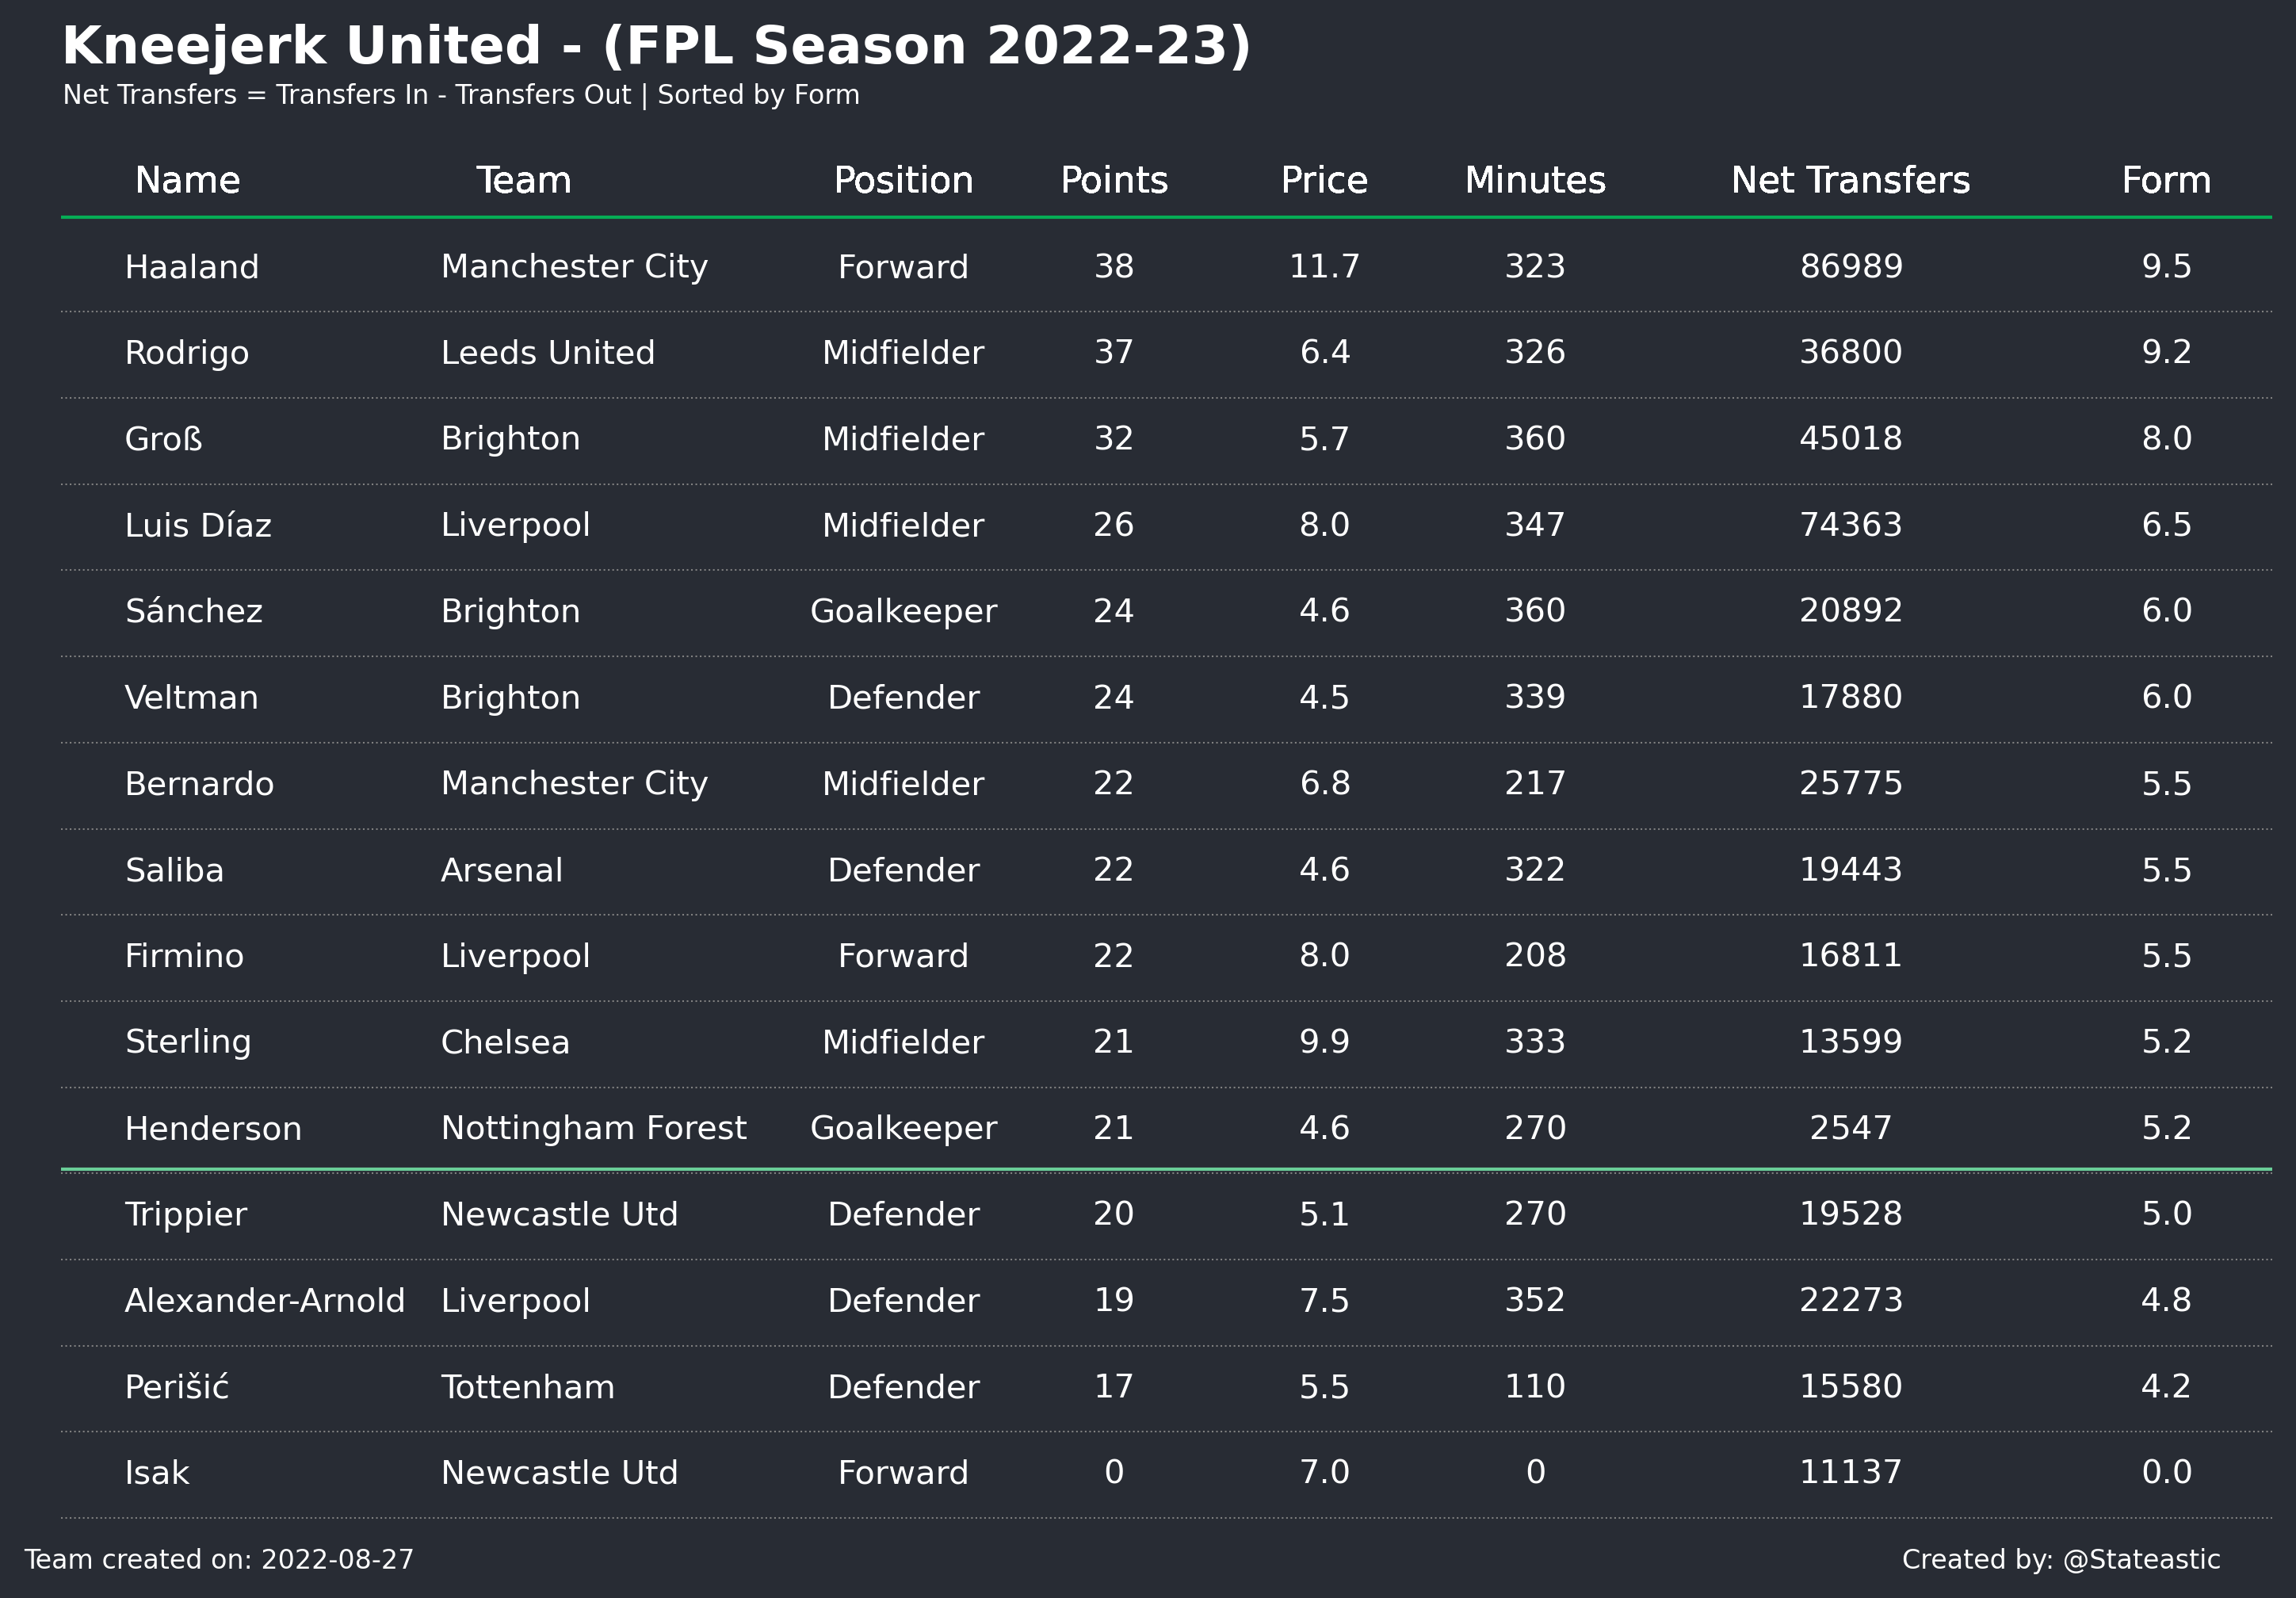 Kneejerk United - (FPL Season 2022-23)
Net Transfers = Transfers In - Transfers Out | Sorted by Form
Name Team Position Points Price Minutes Net Transfers Form
Haaland Manchester City Forward 38 11.7 323 86989 9.5
Rodrigo Leeds United Midfielder 37 6.4 326 36800 9.2
Groß Brighton Midfielder 32 5.7 360 45018 8.0
Luis Díaz Liverpool Midfielder 26 8.0 347 74363 6.5
Sánchez Brighton Goalkeeper 24 4.6 360 20892 6.0
Veltman Brighton Defender 24 4.5 339 17880 6.0
Bernardo Manchester City Midfielder 22 6.8 217 25775 5.5
Saliba Arsenal Defender 22 4.6 322 19443 5.5
Firmino Liverpool Forward 22 8.0 208 16811 5.5
Sterling Chelsea Midfielder 21 9.9 333 13599 5.2
Henderson Nottingham Forest Goalkeeper 21 4.6 270 2547 5.2
Trippier Newcastle Utd Defender 20 5.1 270 19528 5.0
Alexander-Arnold Liverpool Defender 19 7.5 352 22273 4.8
Perišić Tottenham Defender 17 5.5 110 15580 4.2
Isak Newcastle Utd Forward 0 7.0 0 11137 0.0
Team created on: 2022-08-27 Created by: @Stateastic